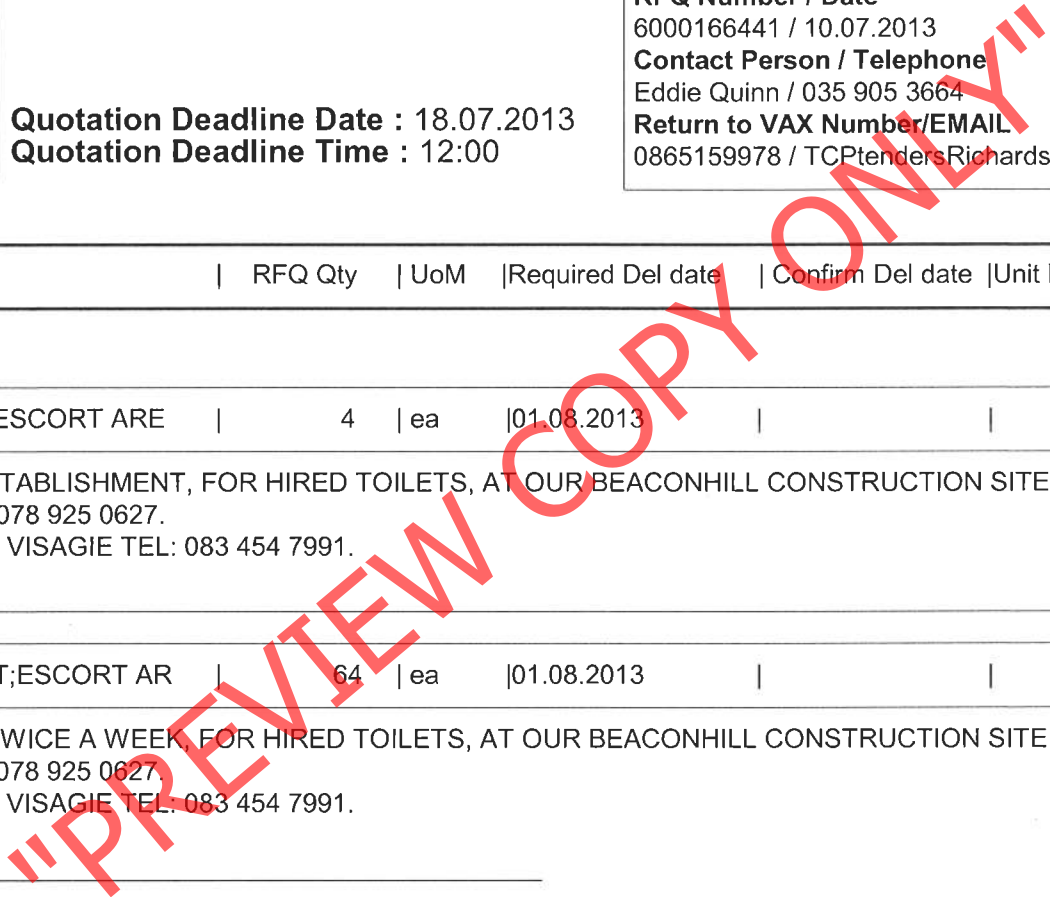 RFQ Number / Date
6000166441 / 10.07.2013
Contact Person / Telephone
Eddie Quinn / 035 905 3664
Return to VAX Number/EMAIL
0865159978 / TCPtendersRichards
Quotation Deadline Date : 18.07.2013
Quotation Deadline Time : 12:00
| RFQ Qty | UoM |Required Del date | Confirm Del date |Unit
ESCORT ARE | 4 | ea |01.08.2013 | |
TABLISHMENT, FOR HIRED TOILETS, AT OUR BEACONHILL CONSTRUCTION SITE
078 925 0627.
VISAGIE TEL: 083 454 7991.
T;ESCORT AR | 64 | ea |01.08.2013 | |
WICE A WEEK, FOR HIRED TOILETS, AT OUR BEACONHILL CONSTRUCTION SITE
078 925 0627.
VISAGIE TEL: 083 454 7991.
"PREVIEW COPY ONLY"